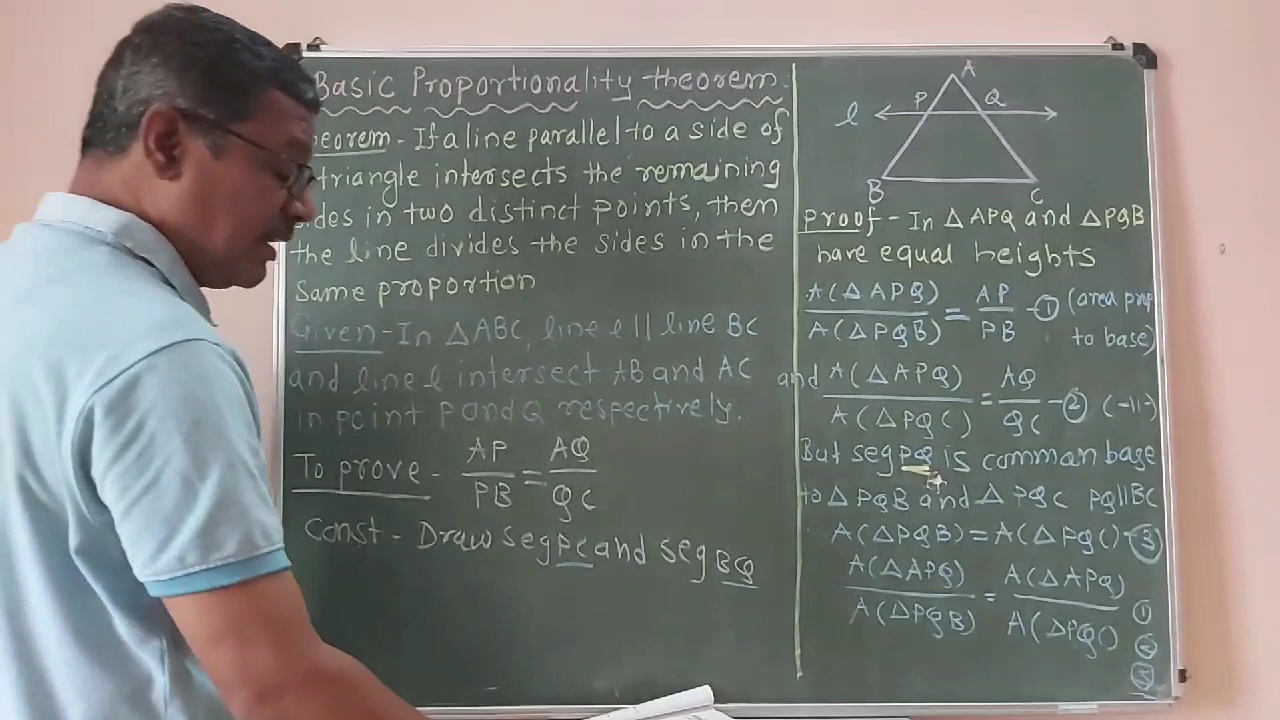 Basic Proportionality theorem.
eorem - If a line parallel to a side of
triangle intersects the remaining
sides in two distinct points, then
the line divides the sides in the
same proportion
Given - In △ABC, line l || line BC
and line l intersect AB and AC
in point P and Q respectively.
To prove - AP/PB = AQ/QC
Const - Draw seg PC and seg BQ
A
P Q
l
B C
Proof - In △APQ and △PQB
have equal heights
A(△APQ)/A(△PQB) = AP/PB -① (area prop
to base)
and A(△APQ)/A(△PQC) = AQ/QC -② (-11-)
But seg PQ is comman base
to △PQB and △PQC PQ||BC
A(△PQB) = A(△PQC) -③
A(△APQ)/A(△PQB) = A(△APQ)/A(△PQC) ①
②
③